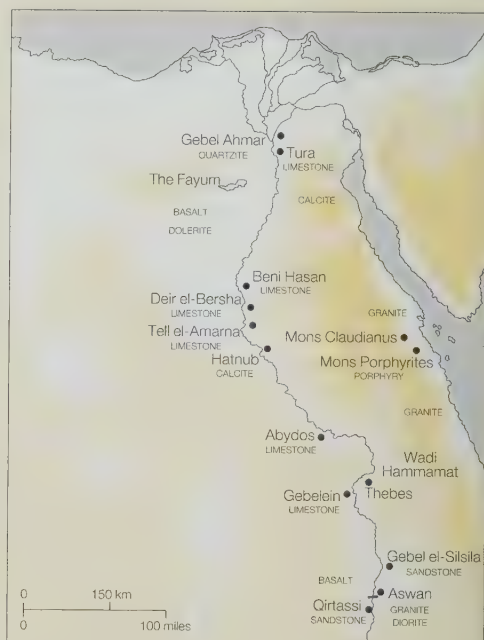 Gebel Ahmar
QUARTZITE
Tura
LIMESTONE
The Fayum
CALCITE
BASALT
DOLERITE
Beni Hasan
LIMESTONE
Deir el-Bersha
LIMESTONE
Tell el-Amarna
LIMESTONE
Hatnub
CALCITE
GRANITE
Mons Claudianus
Mons Porphyrites
PORPHYRY
GRANITE
Abydos
LIMESTONE
Wadi
Hammamat
Thebes
Gebelein
LIMESTONE
Gebel el-Silsila
SANDSTONE
BASALT
Aswan
GRANITE
DIORITE
Qirtassi
SANDSTONE
0 150 km
0 100 miles